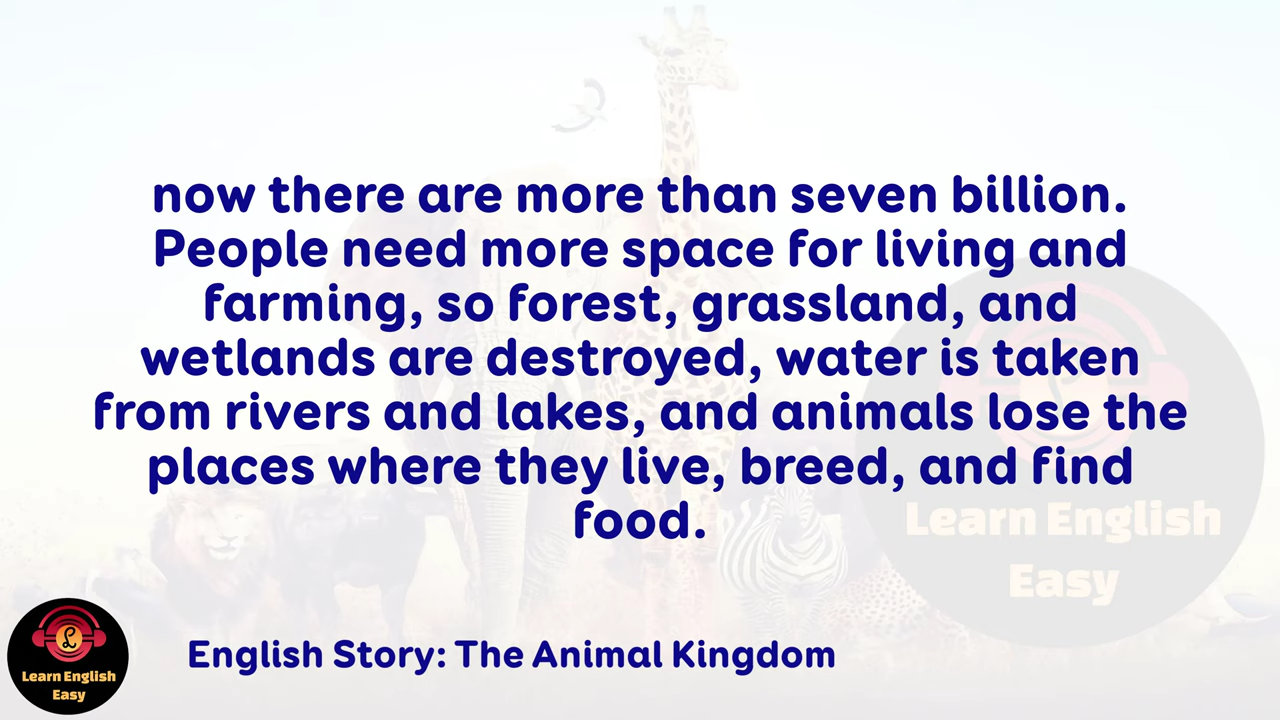 now there are more than seven billion.
People need more space for living and
farming, so forest, grassland, and
wetlands are destroyed, water is taken
from rivers and lakes, and animals lose the
places where they live, breed, and find
food.
Learn English
Easy
English Story: The Animal Kingdom
Learn English
Easy